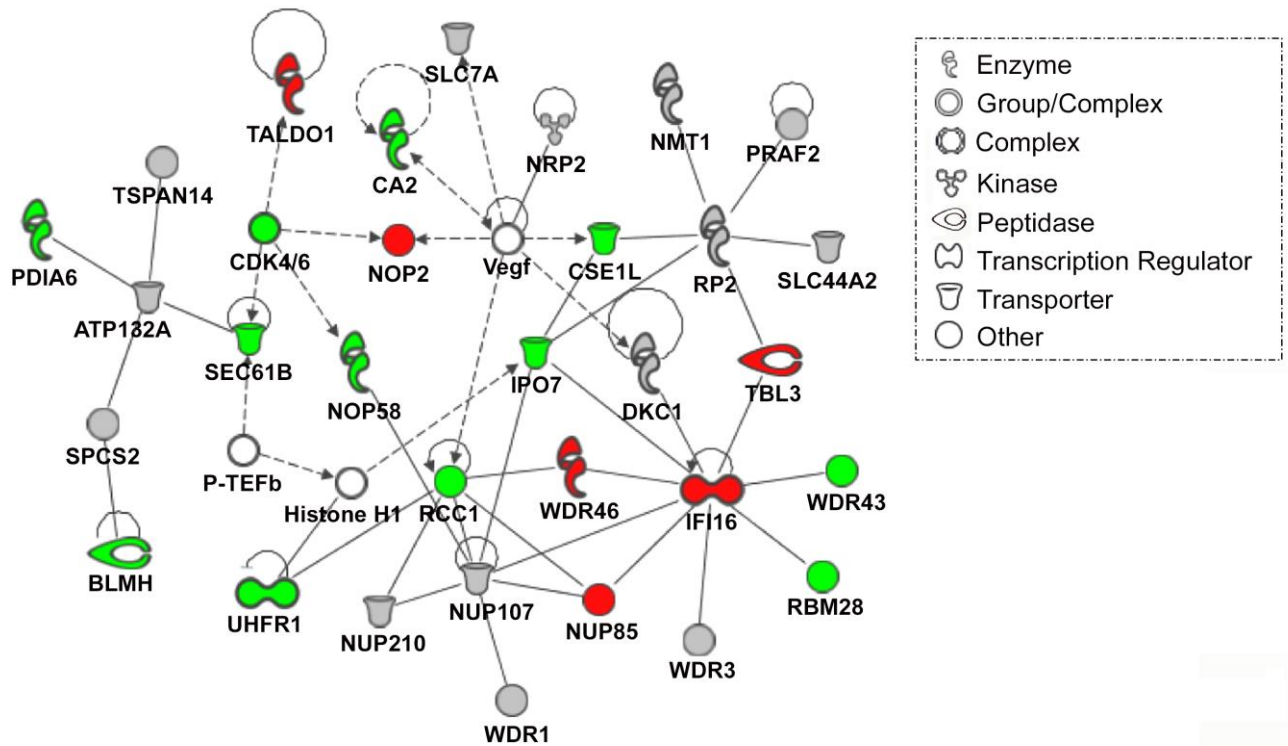 SLC7A
TALDO1
NRP2
NMT1
PRAF2
CA2
TSPAN14
PDIA6
CDK4/6
NOP2
Vegf
CSE1L
RP2
SLC44A2
ATP132A
SEC61B
NOP58
IPO7
DKC1
TBL3
SPCS2
P-TEFb
Histone H1
RCC1
WDR46
IFI16
WDR43
BLMH
UHFR1
NUP210
NUP107
NUP85
RBM28
WDR3
WDR1
Enzyme
Group/Complex
Complex
Kinase
Peptidase
Transcription Regulator
Transporter
Other